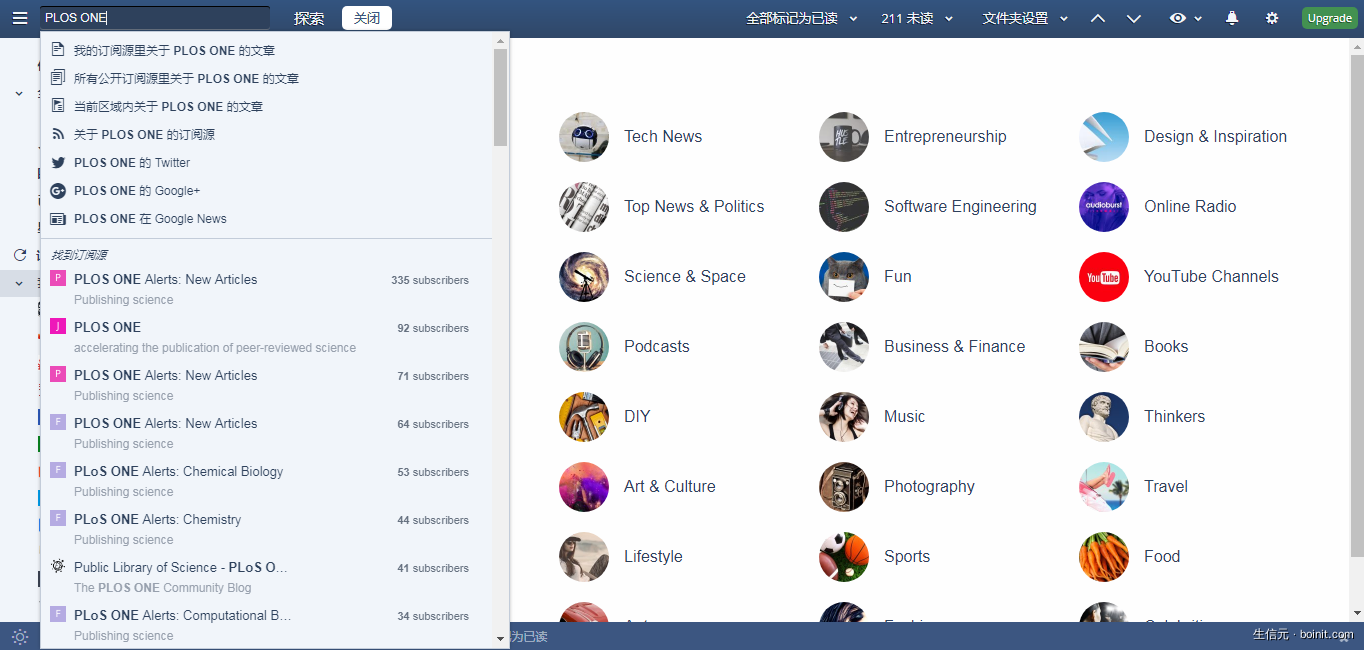 PLOS ONE
探索
关闭
全部标记为已读
211 未读
文件夹设置
Upgrade
我的订阅源里关于 PLOS ONE 的文章
所有公开订阅源里关于 PLOS ONE 的文章
当前区域内关于 PLOS ONE 的文章
关于 PLOS ONE 的订阅源
PLOS ONE 的 Twitter
PLOS ONE 的 Google+
PLOS ONE 在 Google News
找到订阅源
P PLOS ONE Alerts: New Articles 335 subscribers
Publishing science
J PLOS ONE 92 subscribers
accelerating the publication of peer-reviewed science
P PLOS ONE Alerts: New Articles 71 subscribers
Publishing science
F PLOS ONE Alerts: New Articles 64 subscribers
Publishing science
F PLoS ONE Alerts: Chemical Biology 53 subscribers
Publishing science
F PLoS ONE Alerts: Chemistry 44 subscribers
Publishing science
Public Library of Science - PLoS O... 41 subscribers
The PLOS ONE Community Blog
F PLoS ONE Alerts: Computational B... 34 subscribers
Publishing science
Tech News
HUSTLE
Entrepreneurship
Design & Inspiration
Top News & Politics
Software Engineering
audioburst
Online Radio
Science & Space
Fun
YouTube
YouTube Channels
Podcasts
Business & Finance
Books
DIY
Music
Thinkers
Art & Culture
Photography
Travel
Lifestyle
Sports
Food
为已读
生信元 · boinit.com